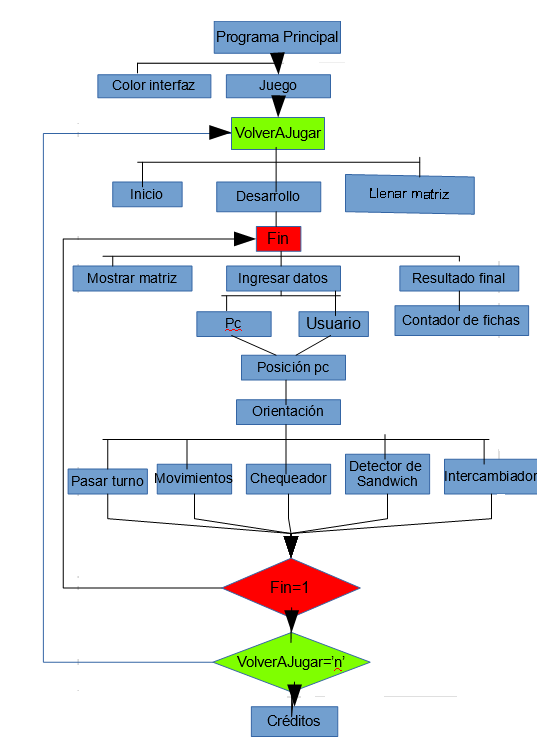 Programa Principal
Color interfaz
Juego
VolverAJugar
Inicio
Desarrollo
Llenar matriz
Fin
Mostrar matriz
Ingresar datos
Resultado final
Pc
Usuario
Contador de fichas
Posición pc
Orientación
Pasar turno
Movimientos
Chequeador
Detector de
Sandwich
Intercambiador
Fin=1
VolverAJugar=’n’
Créditos